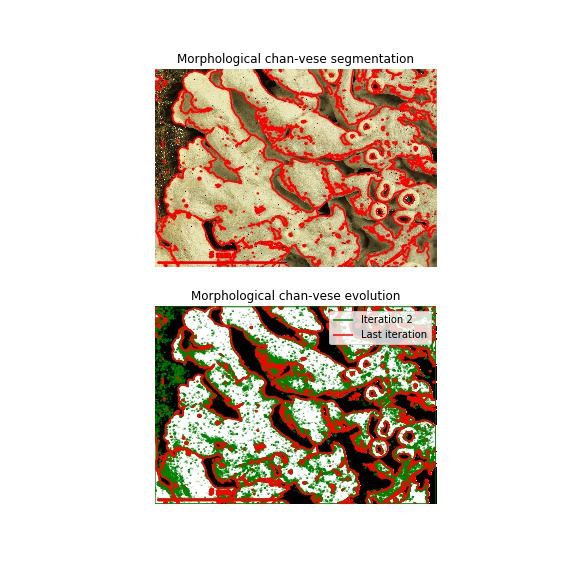 Morphological chan-vese segmentation
Morphological chan-vese evolution
Iteration 2
Last iteration